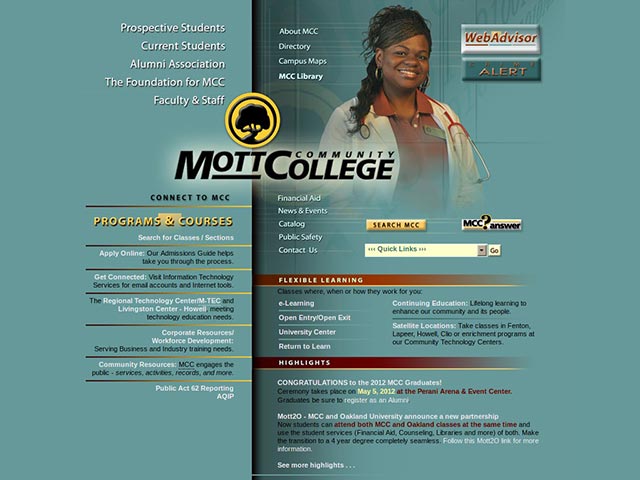 Prospective Students
Current Students
Alumni Association
The Foundation for MCC
Faculty & Staff
About MCC
Directory
Campus Maps
MCC Library
WebAdvisor
ALERT
MOTT COMMUNITY COLLEGE
CONNECT TO MCC
PROGRAMS & COURSES
Search for Classes / Sections
Apply Online: Our Admissions Guide helps
take you through the process.
Get Connected: Visit Information Technology
Services for email accounts and Internet tools.
The Regional Technology Center/M-TEC and
Livingston Center - Howell, meeting
technology education needs.
Corporate Resources/
Workforce Development:
Serving Business and Industry training needs.
Community Resources: MCC engages the
public - services, activities, records, and more.
Public Act 62 Reporting
AQIP
Financial Aid
News & Events
Catalog
Public Safety
Contact Us
SEARCH MCC
MCC?answer
‹‹‹ Quick Links ›››
Go
FLEXIBLE LEARNING
Classes where, when or how they work for you:
e-Learning
Open Entry/Open Exit
University Center
Return to Learn
Continuing Education: Lifelong learning to
enhance our community and its people.
Satellite Locations: Take classes in Fenton,
Lapeer, Howell, Clio or enrichment programs at
our Community Technology Centers.
HIGHLIGHTS
CONGRATULATIONS to the 2012 MCC Graduates!
Ceremony takes place on May 5, 2012 at the Perani Arena & Event Center.
Graduates be sure to register as an Alumni.
Mott2O - MCC and Oakland University announce a new partnership
Now students can attend both MCC and Oakland classes at the same time and
use the student services (Financial Aid, Counseling, Libraries and more) of both. Make
the transition to a 4 year degree completely seamless. Follow this Mott2O link for more
information.
See more highlights . . .